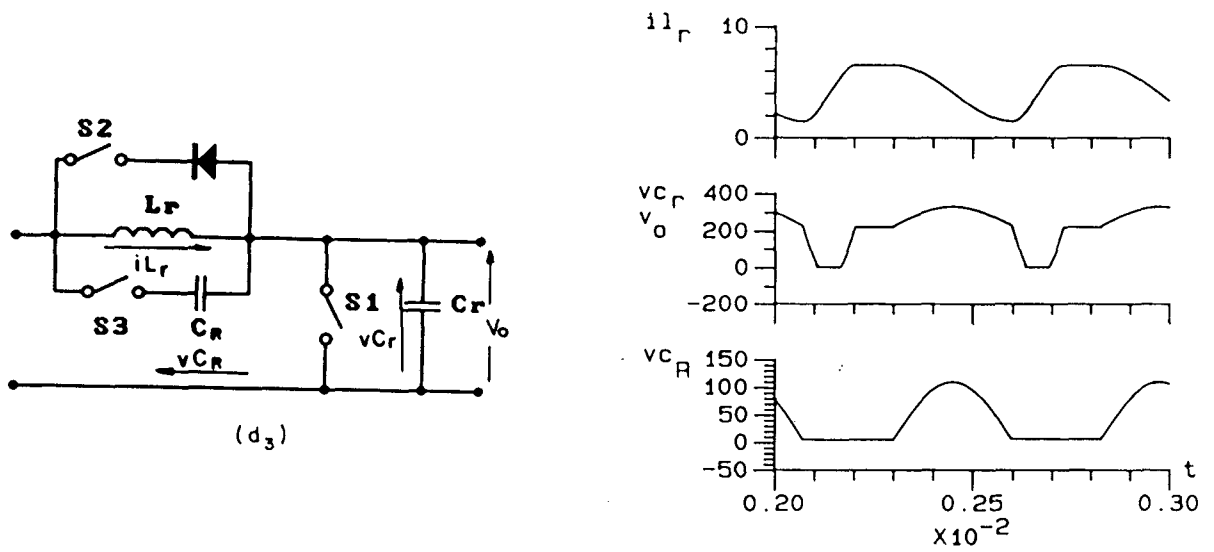 S2
Lr
iLr
S3
CR
vCR
S1
vCr
Cr
Vo
(d3)
ilr
10
0
vcr
vo
400
200
0
-200
vcR
150
100
50
0
-50
t
0.20
0.25
0.30
X10-2